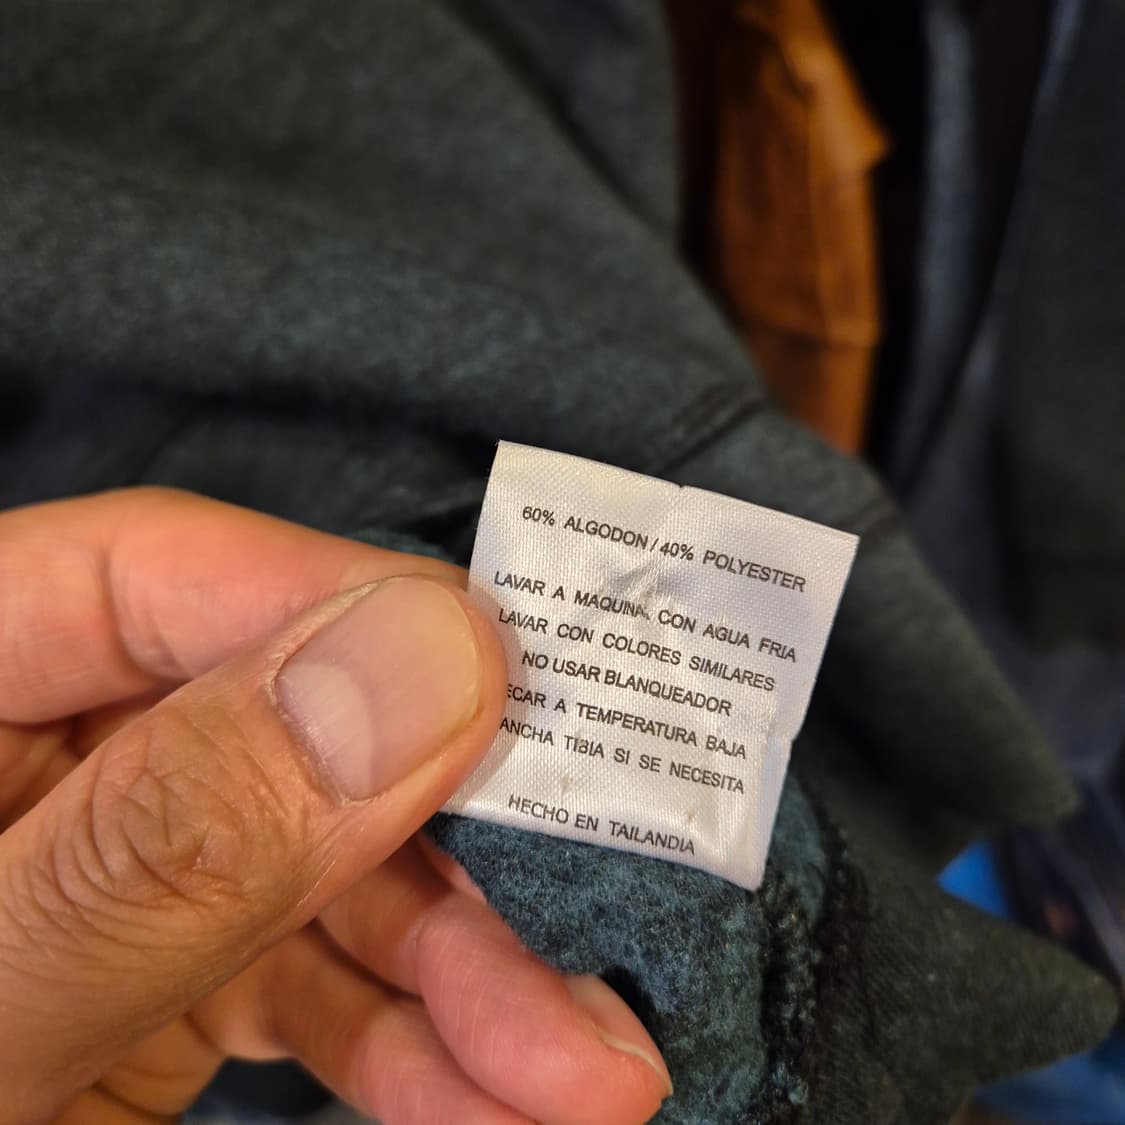 60% ALGODON / 40% POLYESTER
LAVAR A MAQUINA, CON AGUA FRIA
LAVAR CON COLORES SIMILARES
NO USAR BLANQUEADOR
ECAR A TEMPERATURA BAJA
ANCHA TIBIA SI SE NECESITA
HECHO EN TAILANDIA